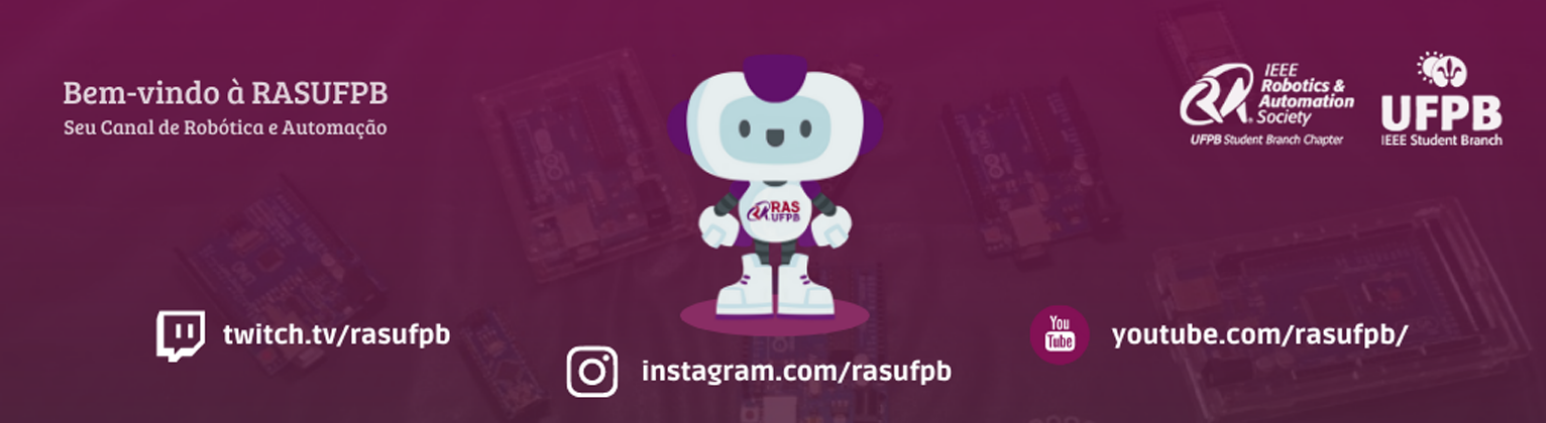 Bem-vindo à RASUFPB
Seu Canal de Robótica e Automação
IEEE
Robotics &
Automation
Society
UFPB Student Branch Chapter
UFPB
IEEE Student Branch
RAS
UFPB
twitch.tv/rasufpb
instagram.com/rasufpb
You
Tube
youtube.com/rasufpb/